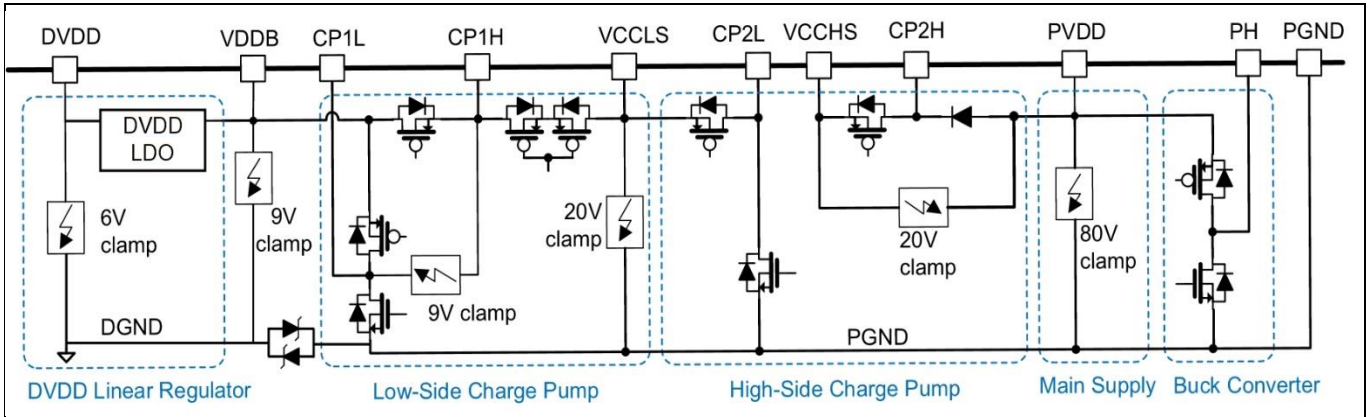 DVDD
VDDB
CP1L
CP1H
VCCLS
CP2L
VCCHS
CP2H
PVDD
PH
PGND
DVDD
LDO
6V
clamp
9V
clamp
20V
clamp
9V clamp
20V
clamp
80V
clamp
DGND
PGND
DVDD Linear Regulator
Low-Side Charge Pump
High-Side Charge Pump
Main Supply
Buck Converter